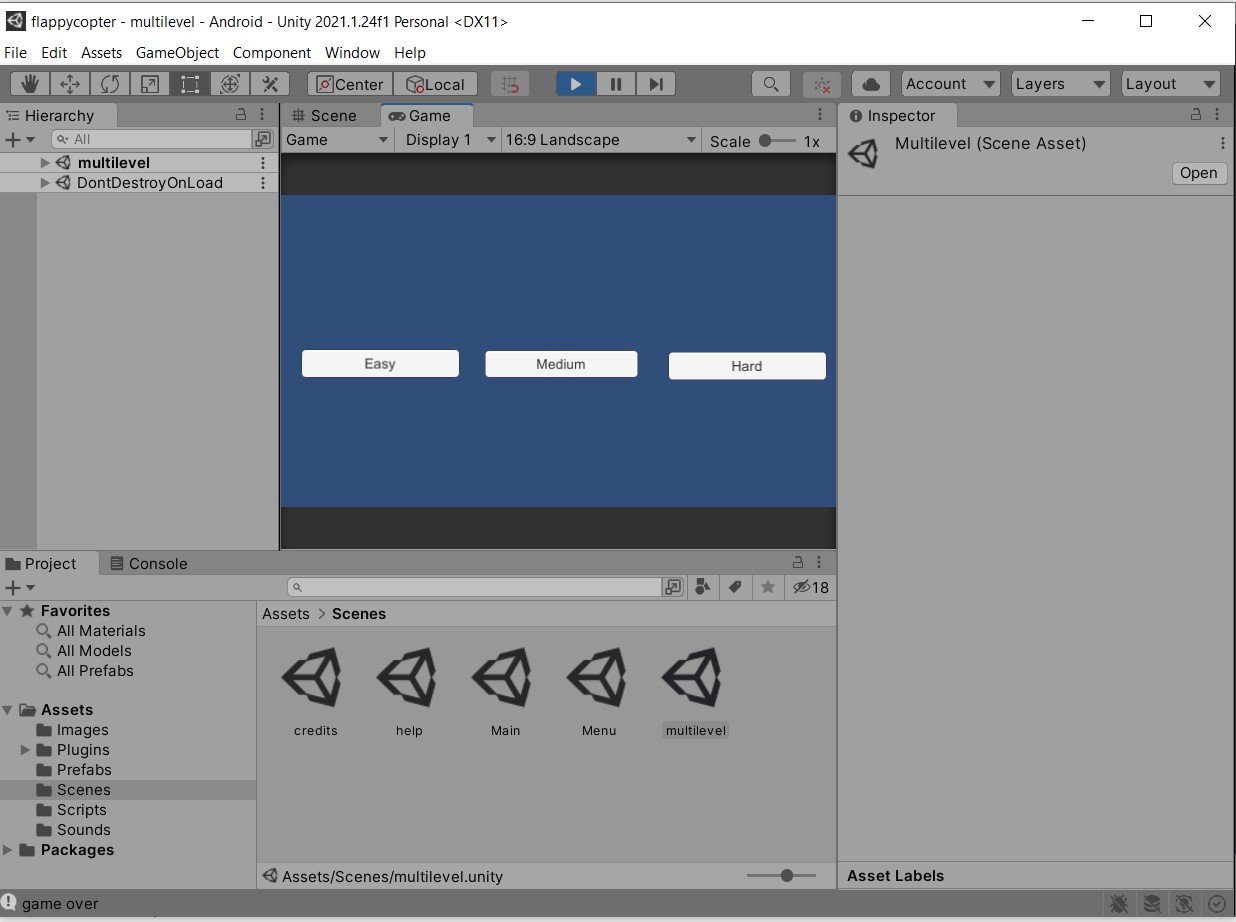 flappycopter - multilevel - Android - Unity 2021.1.24f1 Personal <DX11>
File Edit Assets GameObject Component Window Help
Center Local Account Layers Layout
Hierarchy
All
multilevel
DontDestroyOnLoad
Scene Game
Game Display 1 16:9 Landscape Scale 1x
Easy Medium Hard
Inspector
Multilevel (Scene Asset)
Open
Project Console
18
Favorites
All Materials
All Models
All Prefabs
Assets
Images
Plugins
Prefabs
Scenes
Scripts
Sounds
Packages
Assets > Scenes
credits help Main Menu multilevel
Assets/Scenes/multilevel.unity
Asset Labels
game over